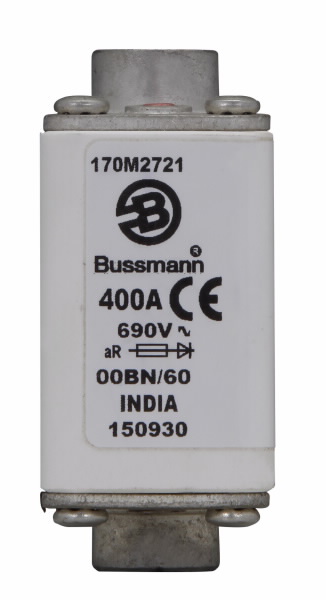 170M2721
B
Bussmann®
400A CE
690V ~
aR
00BN/60
INDIA
150930